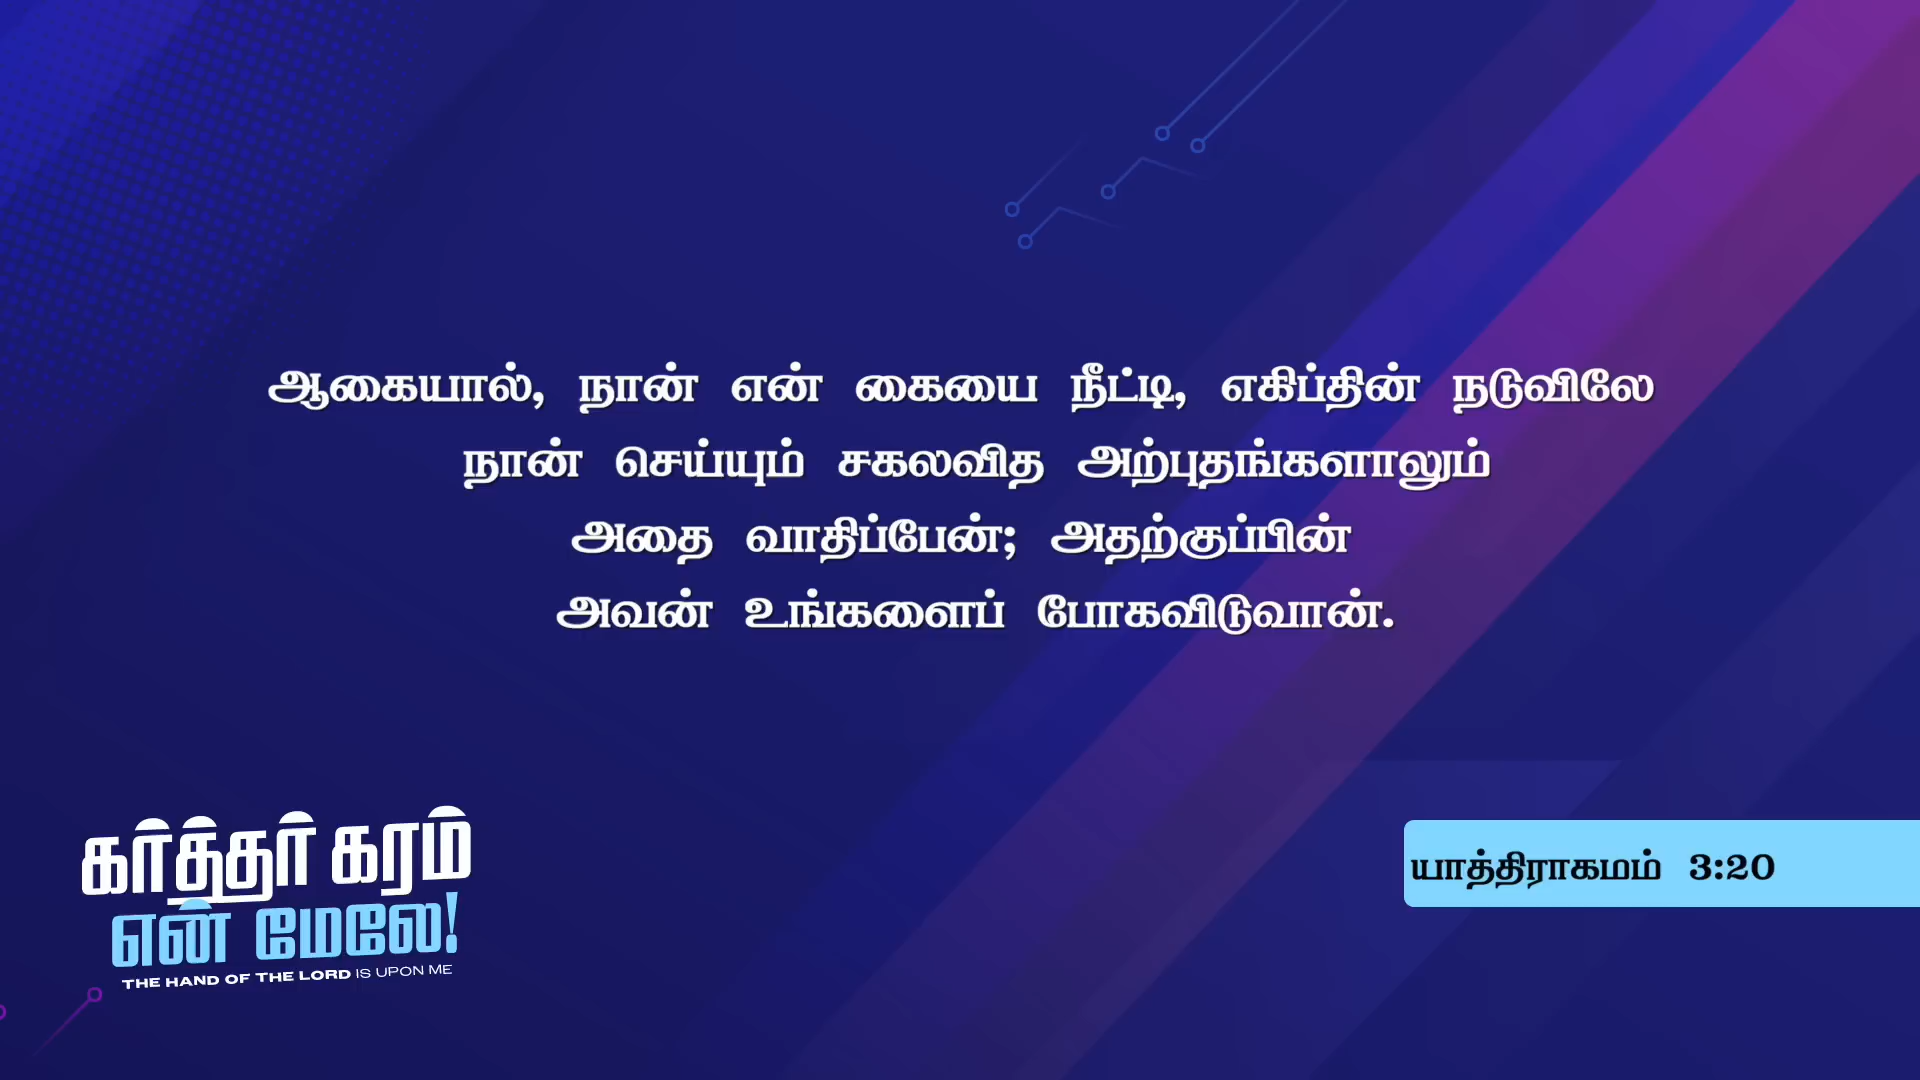 ஆகையால், நான் என் கையை நீட்டி, எகிப்தின் நடுவிலே
நான் செய்யும் சகலவித அற்புதங்களாலும்
அதை வாதிப்பேன்; அதற்குப்பின்
அவன் உங்களைப் போகவிடுவான்.
கர்த்தர் கரம்
என் மேலே!
THE HAND OF THE LORD IS UPON ME
யாத்திராகமம் 3:20